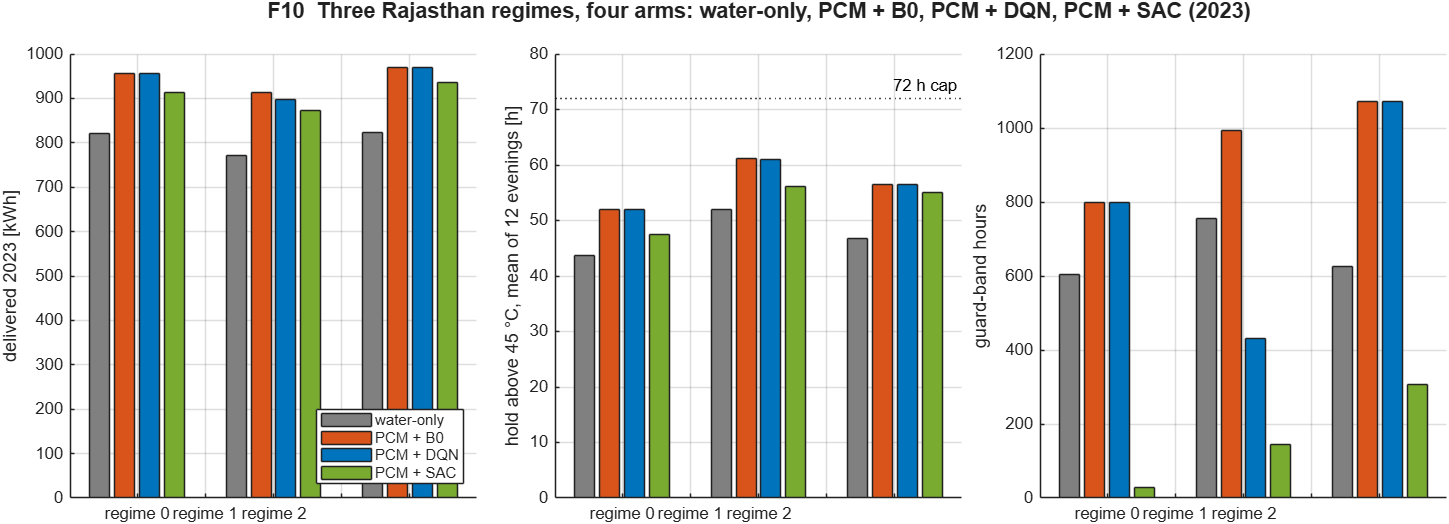 F10  Three Rajasthan regimes, four arms: water-only, PCM + B0, PCM + DQN, PCM + SAC (2023)
delivered 2023 [kWh]
1000
900
800
700
600
500
400
300
200
100
0
regime 0 regime 1 regime 2
water-only
PCM + B0
PCM + DQN
PCM + SAC
hold above 45 °C, mean of 12 evenings [h]
80
70
60
50
40
30
20
10
0
72 h cap
regime 0 regime 1 regime 2
guard-band hours
1200
1000
800
600
400
200
0
regime 0 regime 1 regime 2